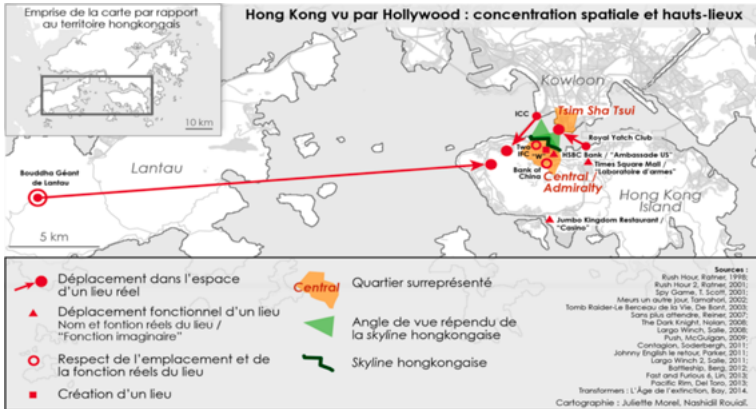 Emprise de la carte par rapport
au territoire hongkongais
10 km
Hong Kong vu par Hollywood : concentration spatiale et hauts-lieux
Kowloon
ICC
Tsim Sha Tsui
Royal Yatch Club
Two
IFC
W
HSBC Bank / "Ambassade US"
Times Square Mall /
"Laboratoire d'armes"
Bank of
China
Central /
Admiralty
Lantau
Bouddha Géant
de Lantau
Hong Kong
Island
Jumbo Kingdom Restaurant /
"Casino"
5 km
Déplacement dans l'espace
d'un lieu réel
Déplacement fonctionnel d'un lieu
Nom et fontion réels du lieu /
"Fonction imaginaire"
Respect de l'emplacement et de
la fonction réels du lieu
Création d'un lieu
Central
Quartier surreprésenté
Angle de vue répendu de
la skyline hongkongaise
Skyline hongkongaise
Sources :
Rush Hour, Ratner, 1998;
Rush Hour 2, Ratner, 2001;
Spy Game, T. Scott, 2001;
Meurs un autre jour, Tamahori, 2002;
Tomb Raider-Le Berceau de la Vie, De Bont, 2003;
Sans plus attendre, Reiner, 2007;
The Dark Knight, Nolan, 2008;
Largo Winch, Salle, 2008;
Push, McGuigan, 2009;
Contagion, Soderbergh, 2011;
Johnny English le retour, Parker, 2011;
Largo Winch 2, Salle, 2011;
Battleship, Berg, 2012;
Fast and Furious 6, Lin, 2013;
Pacific Rim, Del Toro, 2013;
Transformers : L'Âge de l'extinction, Bay, 2014.
Cartographie : Juliette Morel, Nashidil Rouiaï.